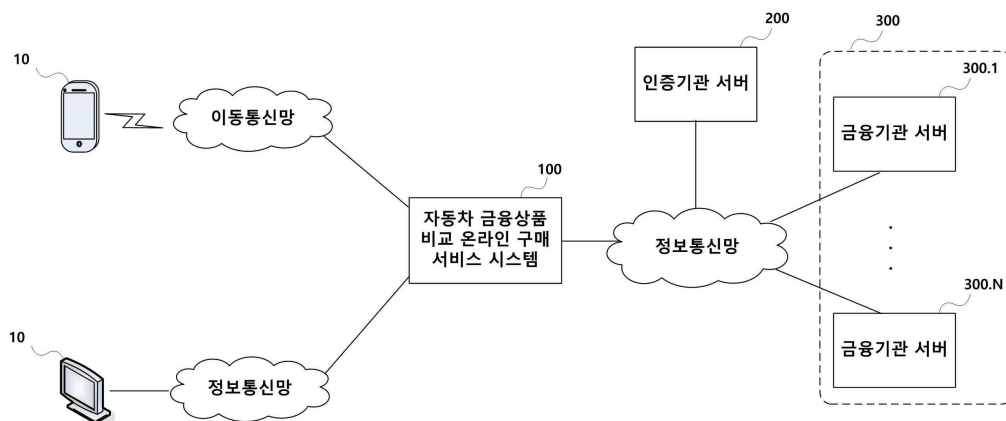 200
300
10
300.1
인증기관 서버
이동통신망
금융기관 서버
100
자동차 금융상품
비교 온라인 구매
서비스 시스템
정보통신망
300.N
10
금융기관 서버
정보통신망